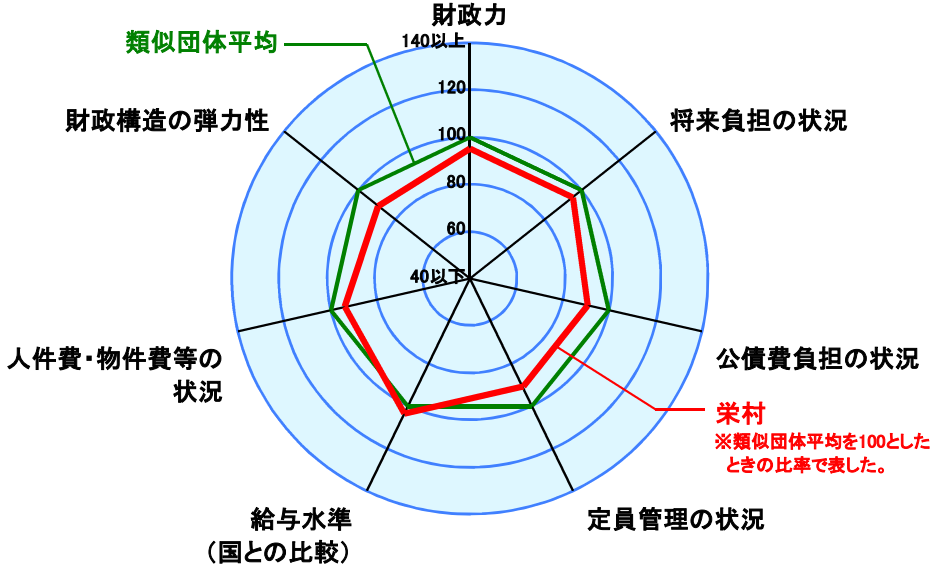 財政力
類似団体平均
140以上
120
財政構造の弾力性
将来負担の状況
100
80
60
40以下
人件費・物件費等の
状況
公債費負担の状況
栄村
※類似団体平均を100とした
ときの比率で表した。
給与水準
（国との比較）
定員管理の状況